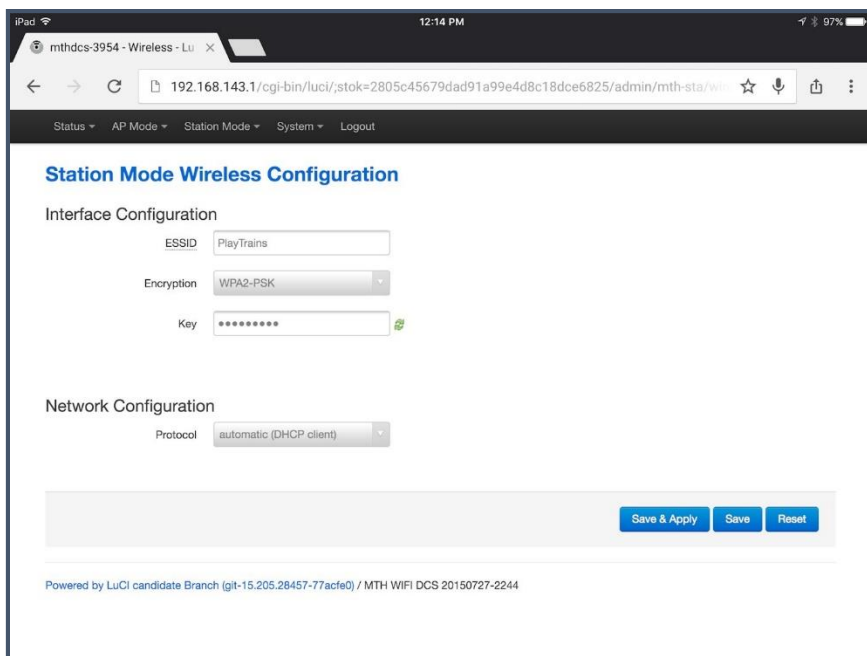 iPad 12:14 PM 97%
mthdcs-3954 - Wireless - Lu
192.168.143.1/cgi-bin/luci/;stok=2805c45679dad91a99e4d8c18dce6825/admin/mth-sta/
Status AP Mode Station Mode System Logout
Station Mode Wireless Configuration
Interface Configuration
ESSID PlayTrains
Encryption WPA2-PSK
Key •••••••••
Network Configuration
Protocol automatic (DHCP client)
Save & Apply Save Reset
Powered by LuCI candidate Branch (git-15.205.28457-77acfe0) / MTH WIFI DCS 20150727-2244